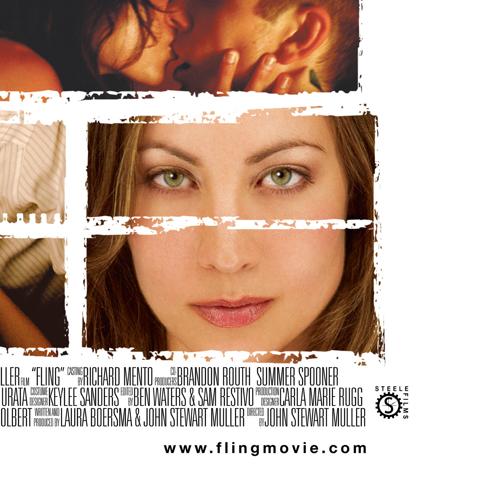 LLER FILM "FLING" CASTING BY RICHARD MENTO CO PRODUCERS BRANDON ROUTH SUMMER SPOONER
URATA COSTUME DESIGNER KEYLEE SANDERS EDITED BY BEN WATERS & SAM RESTIVO PRODUCTION DESIGNER CARLA MARIE RUGG
OLBERT WRITTEN AND PRODUCED BY LAURA BOERSMA & JOHN STEWART MULLER DIRECTED BY JOHN STEWART MULLER
STEELE FILMS
S
www.flingmovie.com